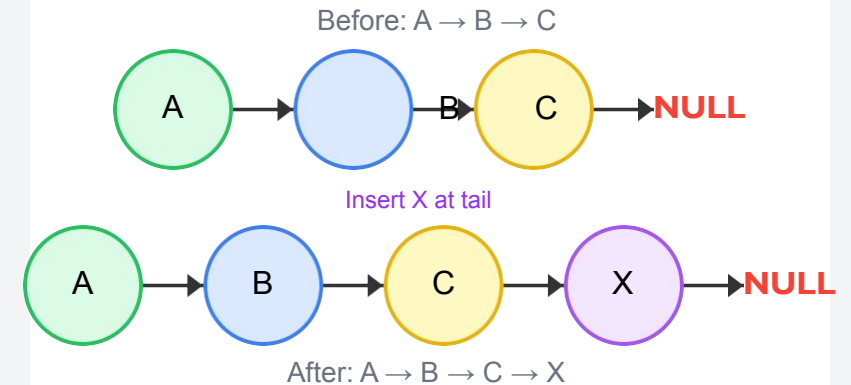 Before: A → B → C
A B C NULL
Insert X at tail
A B C X NULL
After: A → B → C → X